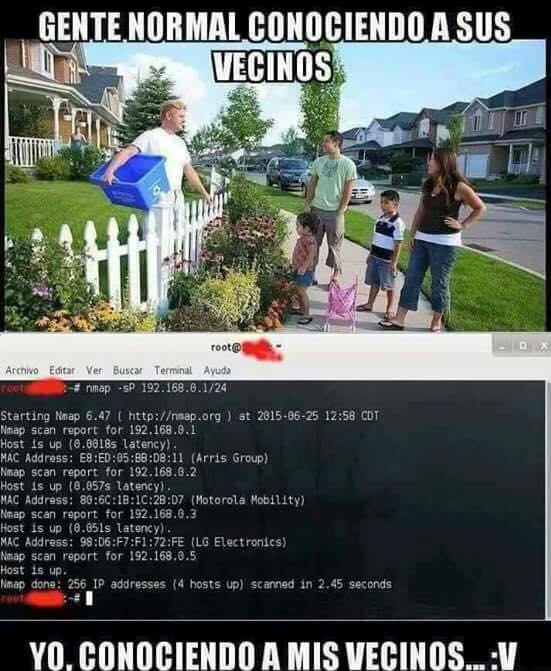 GENTE NORMAL CONOCIENDO A SUS
VECINOS
root@ ~
Archivo Editar Ver Buscar Terminal Ayuda
root :~# nmap -sP 192.168.0.1/24
Starting Nmap 6.47 ( http://nmap.org ) at 2015-06-25 12:58 CDT
Nmap scan report for 192.168.0.1
Host is up (0.0018s latency).
MAC Address: E8:ED:05:BB:D8:11 (Arris Group)
Nmap scan report for 192.168.0.2
Host is up (0.057s latency).
MAC Address: 80:6C:1B:1C:2B:D7 (Motorola Mobility)
Nmap scan report for 192.168.0.3
Host is up (0.051s latency).
MAC Address: 98:D6:F7:F1:72:FE (LG Electronics)
Nmap scan report for 192.168.0.5
Host is up.
Nmap done: 256 IP addresses (4 hosts up) scanned in 2.45 seconds
root :~#
YO, CONOCIENDO A MIS VECINOS... :V